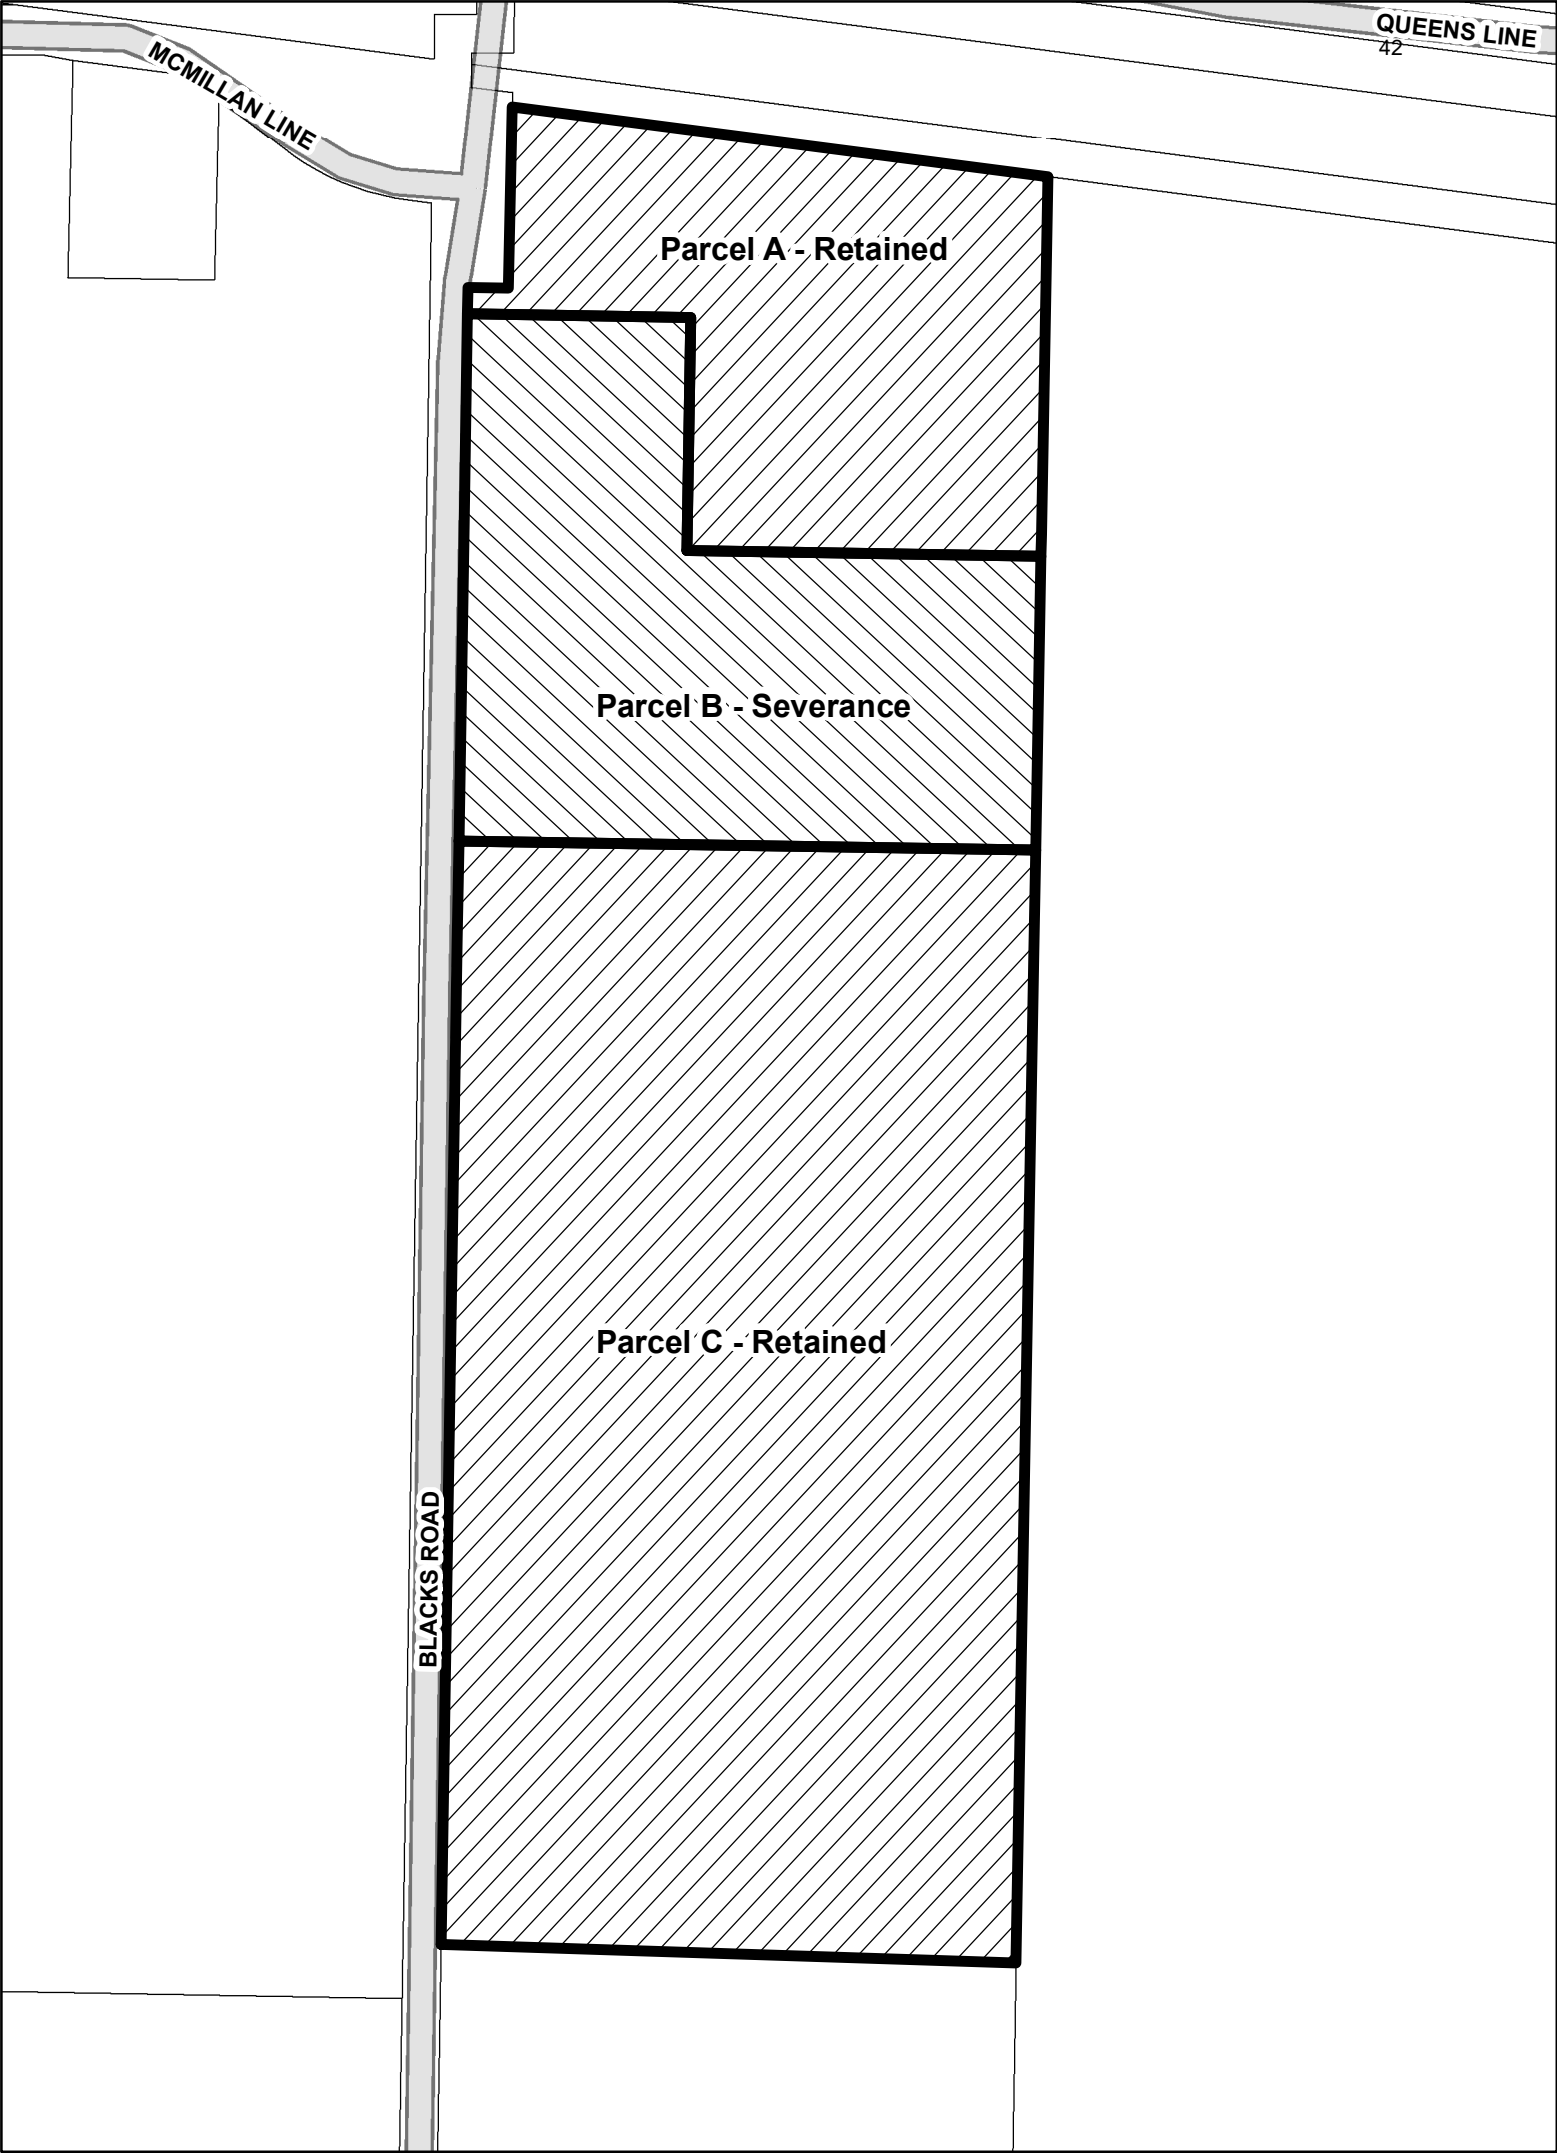 QUEENS LINE
42
MCMILLAN LINE
Parcel A - Retained
Parcel B - Severance
Parcel C - Retained
BLACKS ROAD